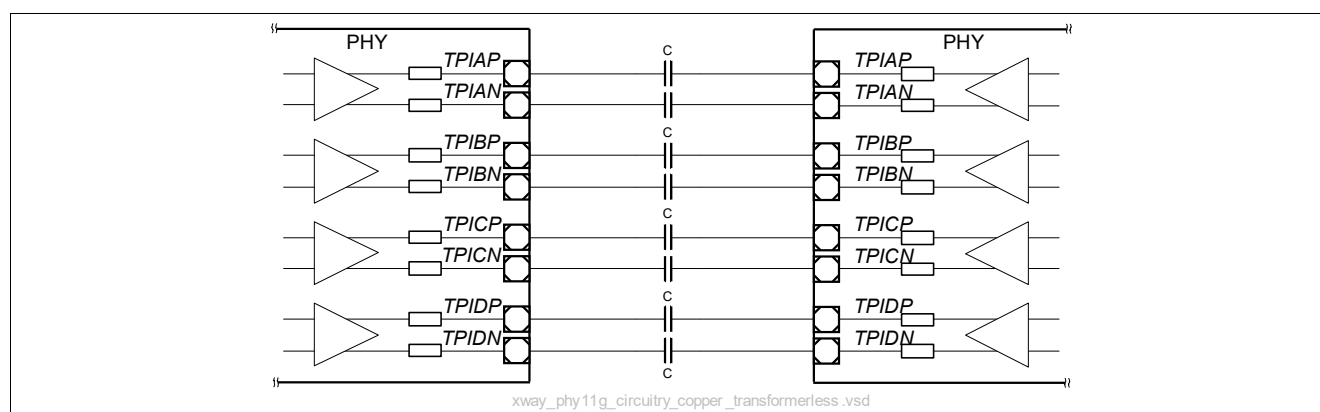 PHY PHY
C
TPIAP TPIAP
TPIAN TPIAN
C
TPIBP TPIBP
TPIBN TPIBN
C
TPICP TPICP
TPICN TPICN
C
TPIDP TPIDP
TPIDN TPIDN
C
xway_phy11g_circuitry_copper_transformerless.vsd